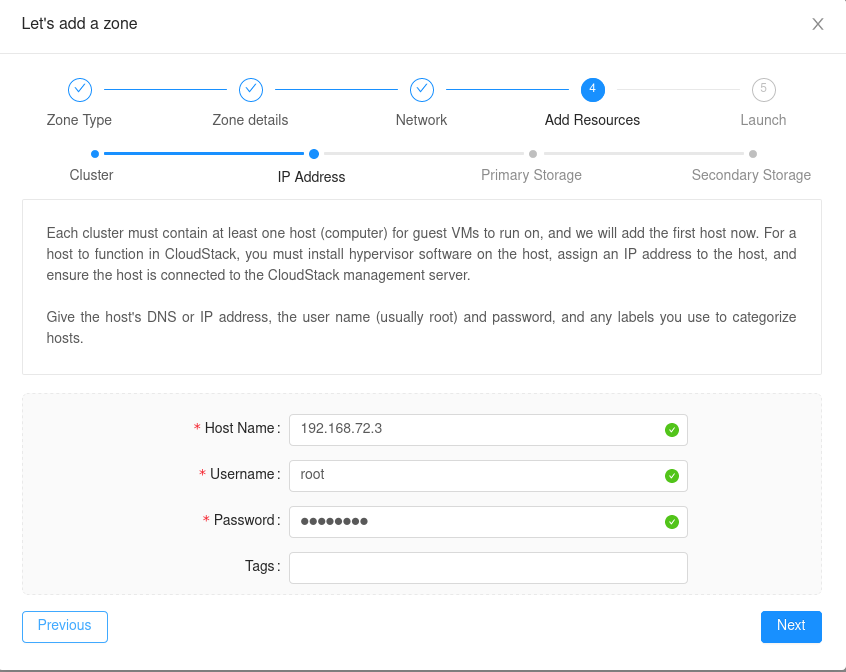 Let's add a zone
4
5
Zone Type
Zone details
Network
Add Resources
Launch
Cluster
IP Address
Primary Storage
Secondary Storage
Each cluster must contain at least one host (computer) for guest VMs to run on, and we will add the first host now. For a
host to function in CloudStack, you must install hypervisor software on the host, assign an IP address to the host, and
ensure the host is connected to the CloudStack management server.
Give the host's DNS or IP address, the user name (usually root) and password, and any labels you use to categorize
hosts.
* Host Name : 192.168.72.3
* Username : root
* Password : ●●●●●●●●
Tags :
Previous
Next